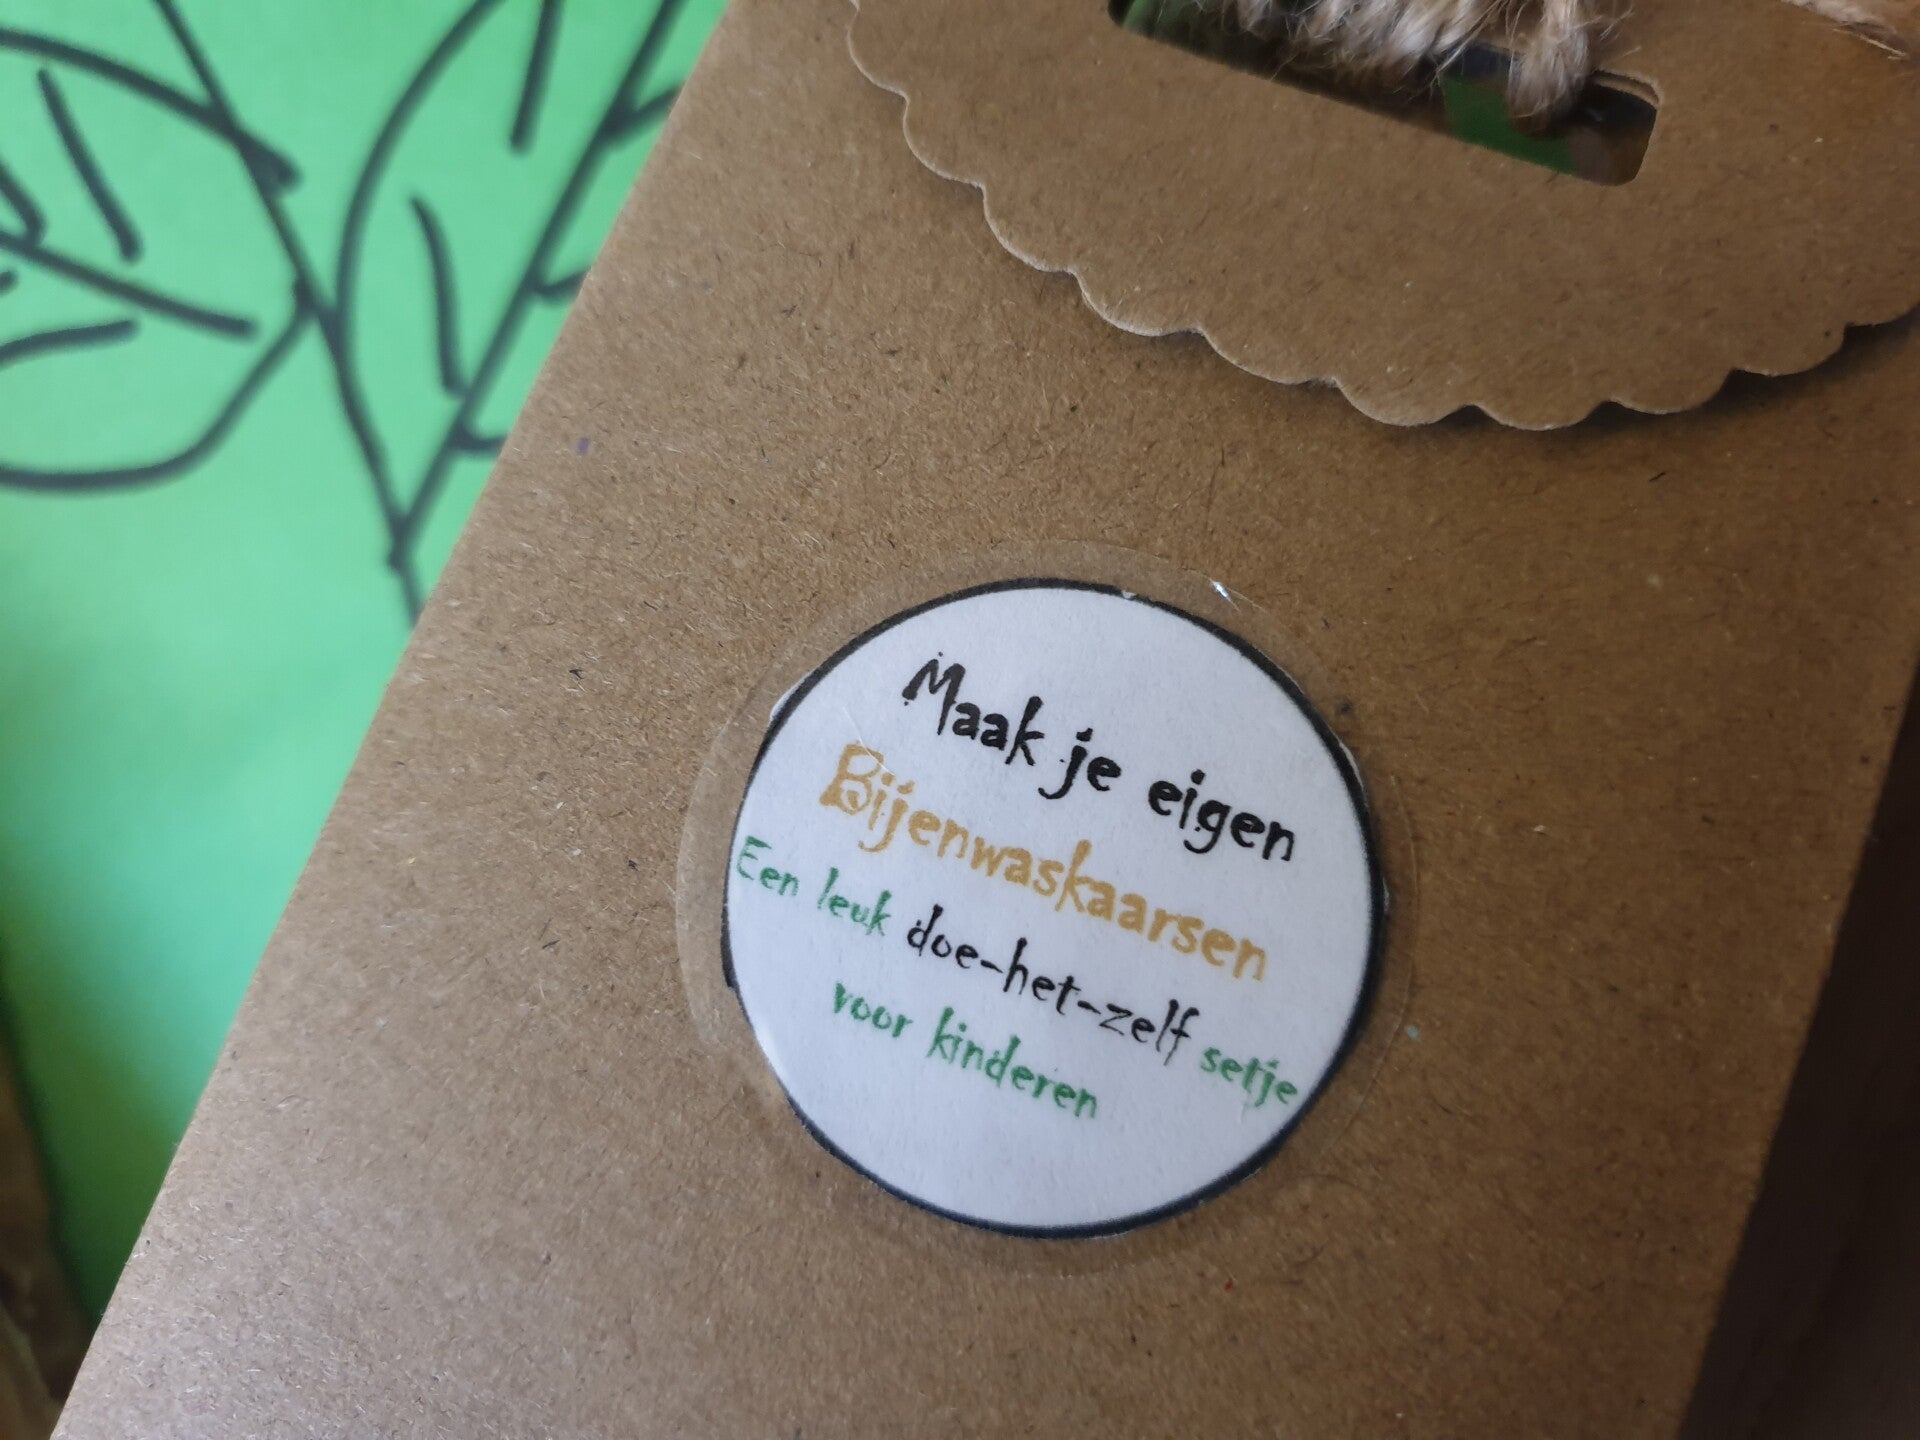 Maak je eigen
Bijenwaskaarsen
Een leuk doe-het-zelf setje
voor kinderen